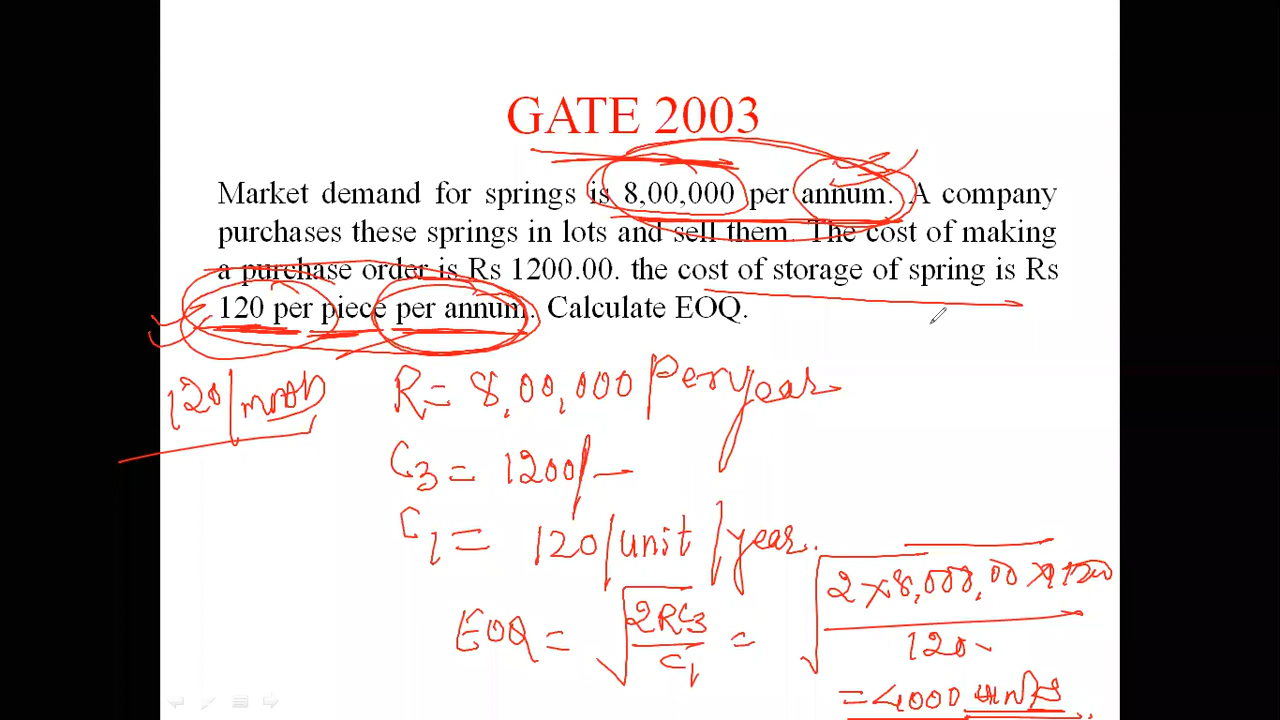 GATE 2003
Market demand for springs is 8,00,000 per annum. A company
purchases these springs in lots and sell them. The cost of making
a purchase order is Rs 1200.00. the cost of storage of spring is Rs
120 per piece per annum. Calculate EOQ.
120/month
R = 8,00,000 Per year
C3 = 1200/-
C1 = 120/unit/year.
EOQ = √2RC3/C1 = √2×8,000,00×1200/120
= 4000 units